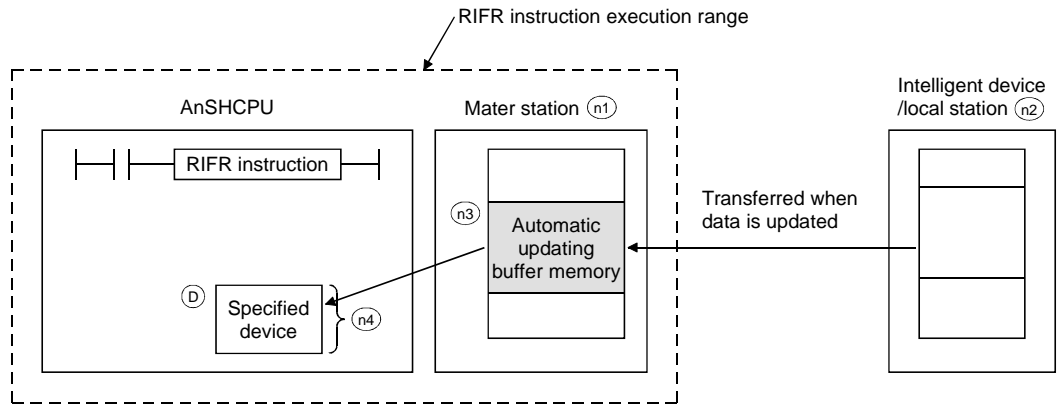 RIFR instruction execution range
AnSHCPU
RIFR instruction
D
Specified
device
n4
Mater station n1
n3
Automatic
updating
buffer memory
Transferred when
data is updated
Intelligent device
/local station n2